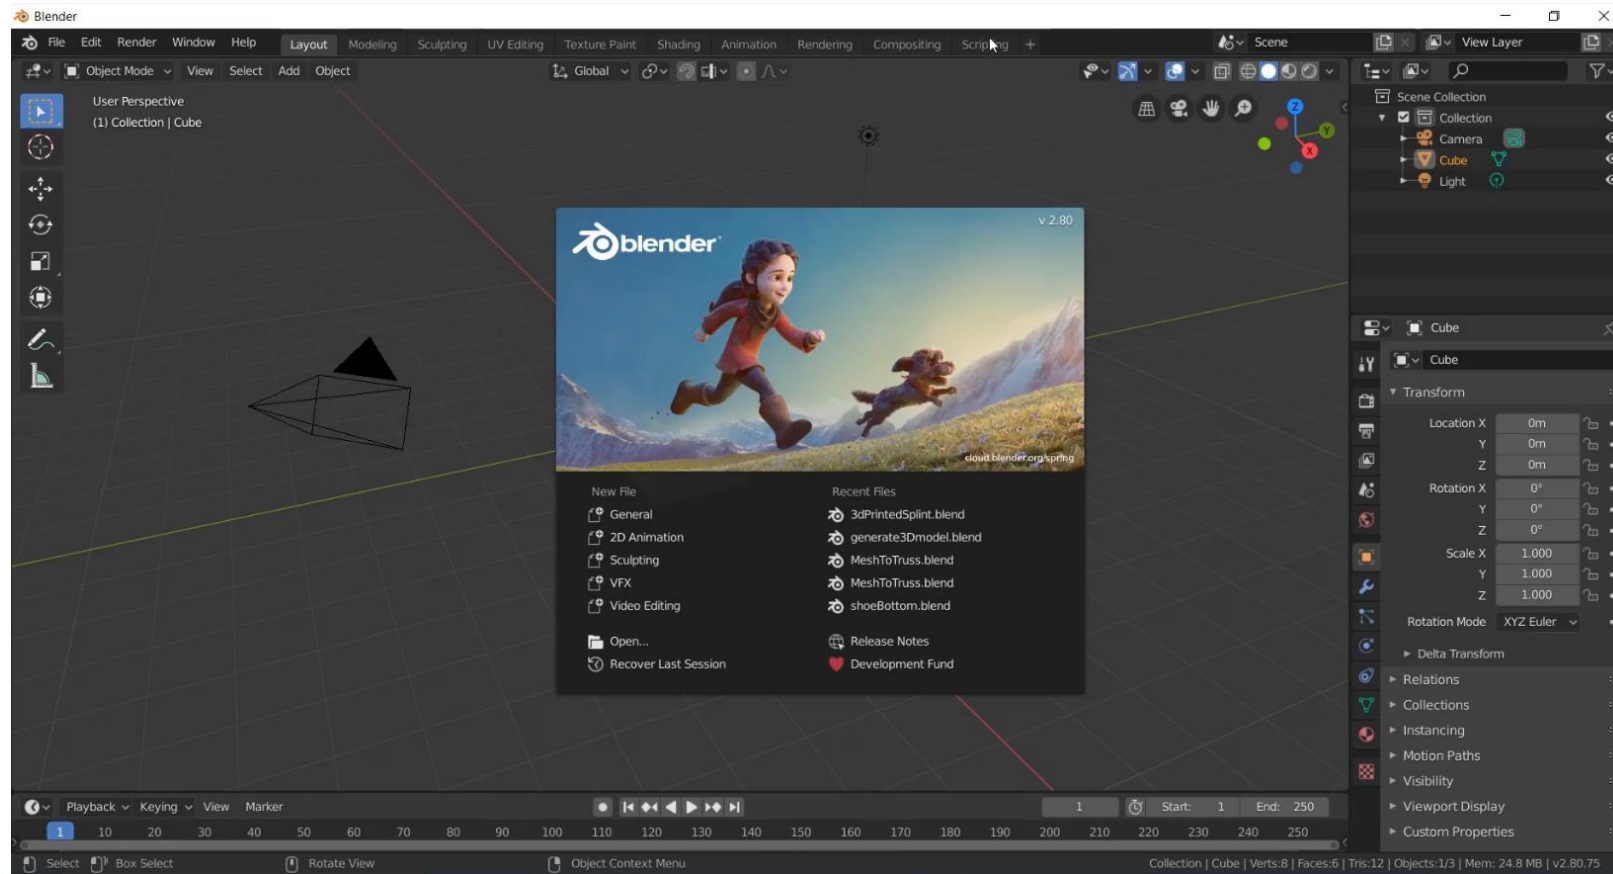 Blender
File Edit Render Window Help Layout Modeling Sculpting UV Editing Texture Paint Shading Animation Rendering Compositing Scripting + Scene View Layer
Object Mode View Select Add Object Global
User Perspective
(1) Collection | Cube
Z
Y
X
Scene Collection
Collection
Camera
Cube
Light
blender
v 2.80
cloud.blender.org/spring
New File
General
2D Animation
Sculpting
VFX
Video Editing
Open...
Recover Last Session
Recent Files
3dPrintedSplint.blend
generate3Dmodel.blend
MeshToTruss.blend
MeshToTruss.blend
shoeBottom.blend
Release Notes
Development Fund
Cube
Cube
Transform
Location X 0m
Y 0m
Z 0m
Rotation X 0°
Y 0°
Z 0°
Scale X 1.000
Y 1.000
Z 1.000
Rotation Mode XYZ Euler
Delta Transform
Relations
Collections
Instancing
Motion Paths
Visibility
Viewport Display
Custom Properties
Playback Keying View Marker 1 Start: 1 End: 250
1 10 20 30 40 50 60 70 80 90 100 110 120 130 140 150 160 170 180 190 200 210 220 230 240 250
Select Box Select Rotate View Object Context Menu Collection | Cube | Verts:8 | Faces:6 | Tris:12 | Objects:1/3 | Mem: 24.8 MB | v2.80.75